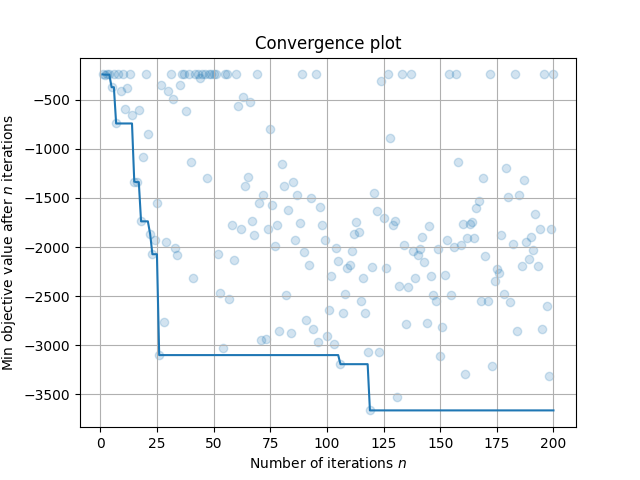 Convergence plot
Min objective value after n iterations
−500
−1000
−1500
−2000
−2500
−3000
−3500
0 25 50 75 100 125 150 175 200
Number of iterations n